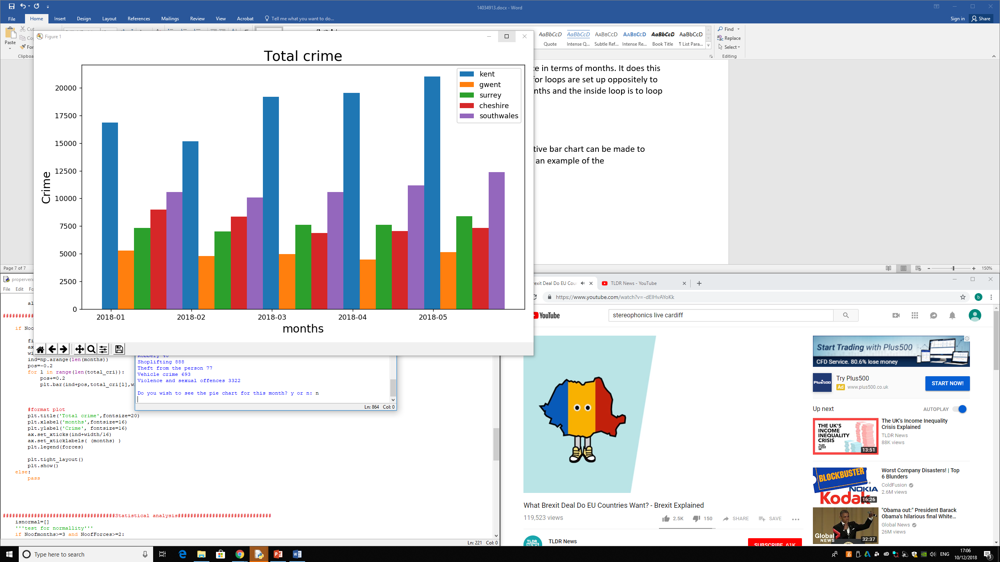 14034913.docx - Word
File Home Insert Design Layout References Mailings Review View Acrobat Tell me what you want to do... Sign in Share
Paste
Cut
Clipboa
AaBbCcD AaBbCcD AaBbCcD AaBbCcD AaBbCcD AaBbCcD
Quote Intense Q... Subtle Ref... Intense Re... Book Title ¶ List Para...
Find
Replace
Select
Editing
Figure 1
Total crime
kent
gwent
surrey
cheshire
southwales
Crime
20000
17500
15000
12500
10000
7500
5000
2500
0
2018-01 2018-02 2018-03 2018-04 2018-05
months
ce in terms of months. It does this
for loops are set up oppositely to
nths and the inside loop is to loop
tive bar chart can be made to
an example of the
Page 7 of 7
150%
properverx
File Edit Fo
al
if Noo
fi
ax
wi
ind=np.arange(len(months))
pos=-0.2
for l in range(len(total_cri)):
pos+=0.2
plt.bar(ind+pos,total_cri[l],wi
#format plot
plt.title('Total crime',fontsize=20)
plt.xlabel('months',fontsize=16)
plt.ylabel('Crime', fontsize=16)
ax.set_xticks(ind+width/16)
ax.set_xticklabels( (months) )
plt.legend(forces)
plt.tight_layout()
plt.show()
else:
pass
####################################Statistical analysis##############################
isnormal=[]
'''test for normallity'''
if Noofmonths>=3 and NoofForces>=2:
Ln: 221 Col: 0
Robbery 40
Shoplifting 888
Theft from the person 77
Vehicle crime 693
Violence and sexual offences 3322
Do you wish to see the pie chart for this month? y or n: n
Ln: 864 Col: 0
rexit Deal Do EU Cou
TLDR News - YouTube
https://www.youtube.com/watch?v=-dEIHvAYoKk
b
YouTube
stereophonics live cardiff
What Brexit Deal Do EU Countries Want? - Brexit Explained
119,523 views
2.5K 150 SHARE SAVE
TLDR NEWS
TLDR News
SUBSCRIBE 61K
Start Trading with Plus500
CFD Service. 80.6% lose money
Plus500
Try Plus500
Ad www.plus500.co.uk
START NOW!
Up next
AUTOPLAY
THE UK'S INCOME INEQUALITY CRISIS
13:51
The UK's Income Inequality
Crisis Explained
TLDR News
88K views
BLOCKBUSTER
NOKIA
Kodak
16:26
Worst Company Disasters! | Top
6 Blunders
ColdFusion
2.6M views
Global NEWS
32:37
"Obama out:" President Barack
Obama's hilarious final White...
Global News
26M views
Type here to search
ENG
17:06
10/12/2018
3